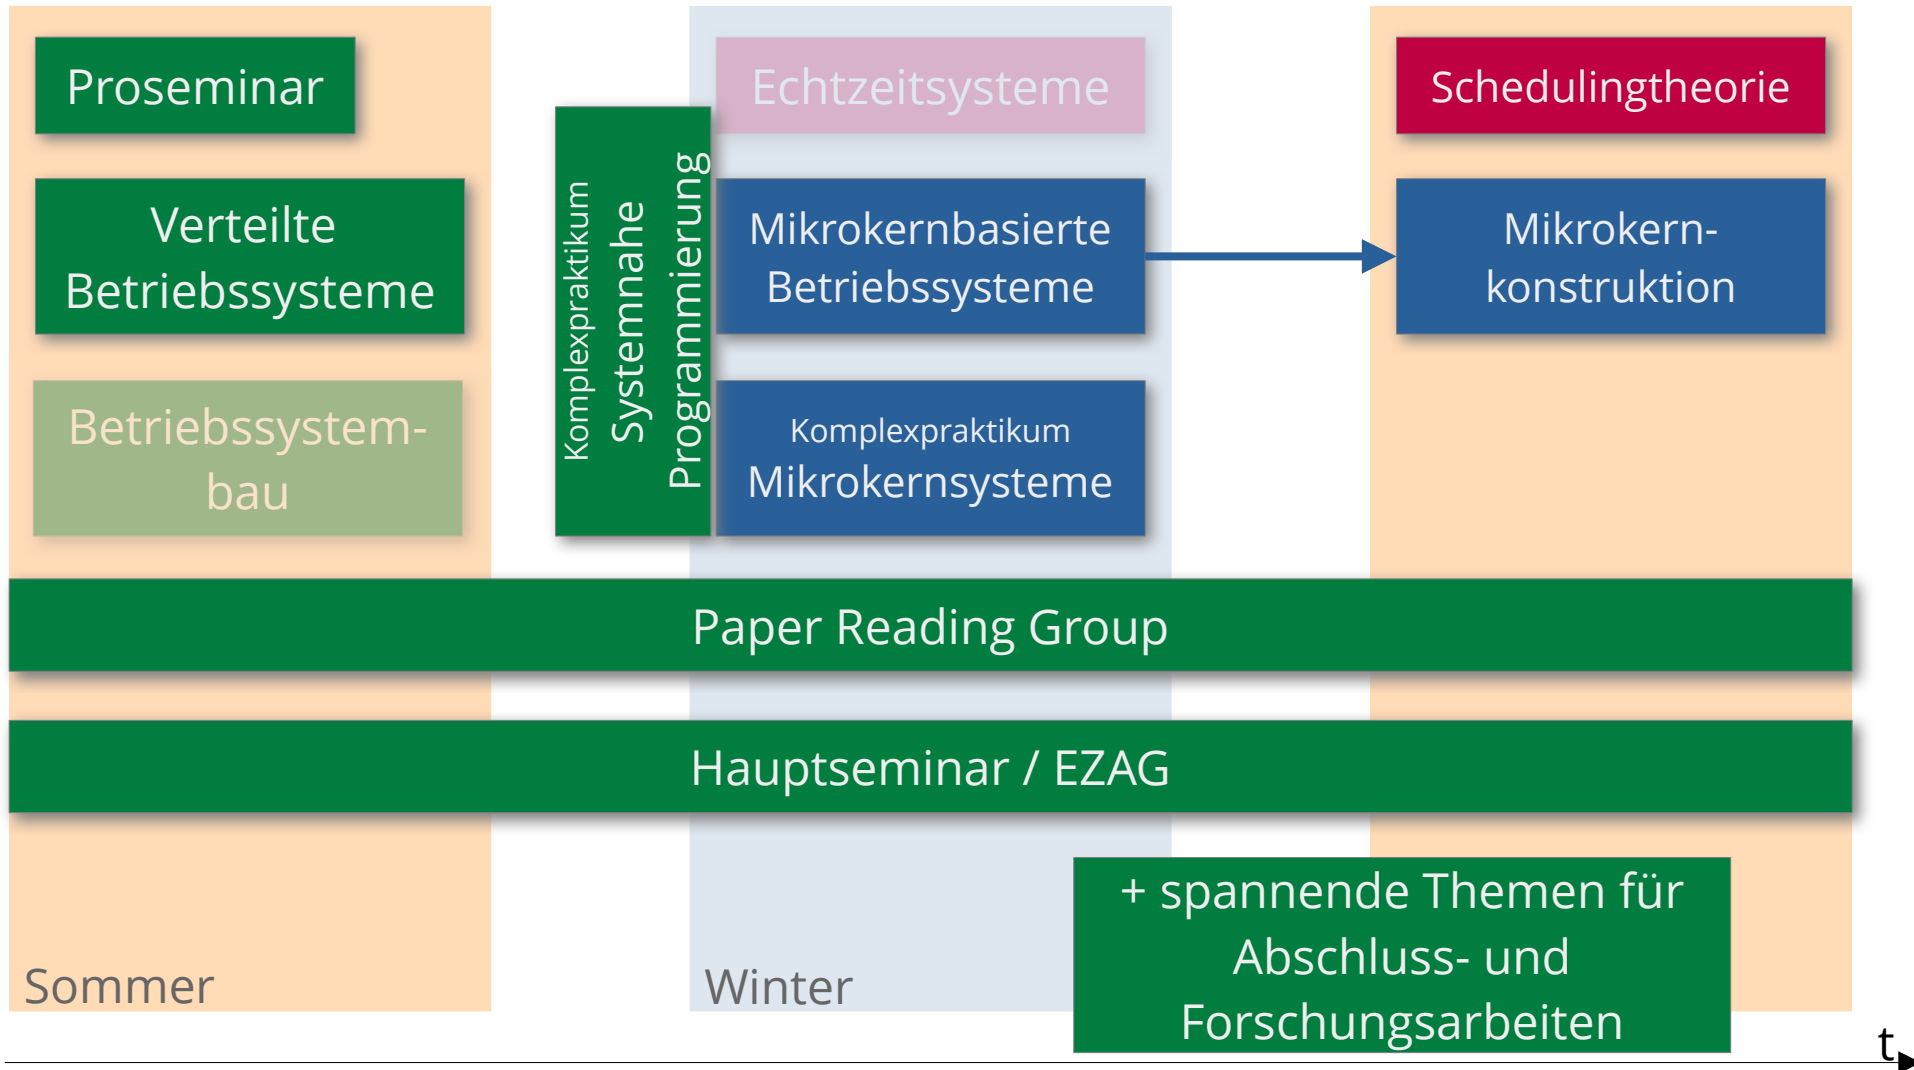 Proseminar
Verteilte
Betriebssysteme
Betriebssystem-
bau
Komplexpraktikum
Systemnahe
Programmierung
Echtzeitsysteme
Mikrokernbasierte
Betriebssysteme
Komplexpraktikum
Mikrokernsysteme
Schedulingtheorie
Mikrokern-
konstruktion
Paper Reading Group
Hauptseminar / EZAG
+ spannende Themen für
Abschluss- und
Forschungsarbeiten
Sommer
Winter
t